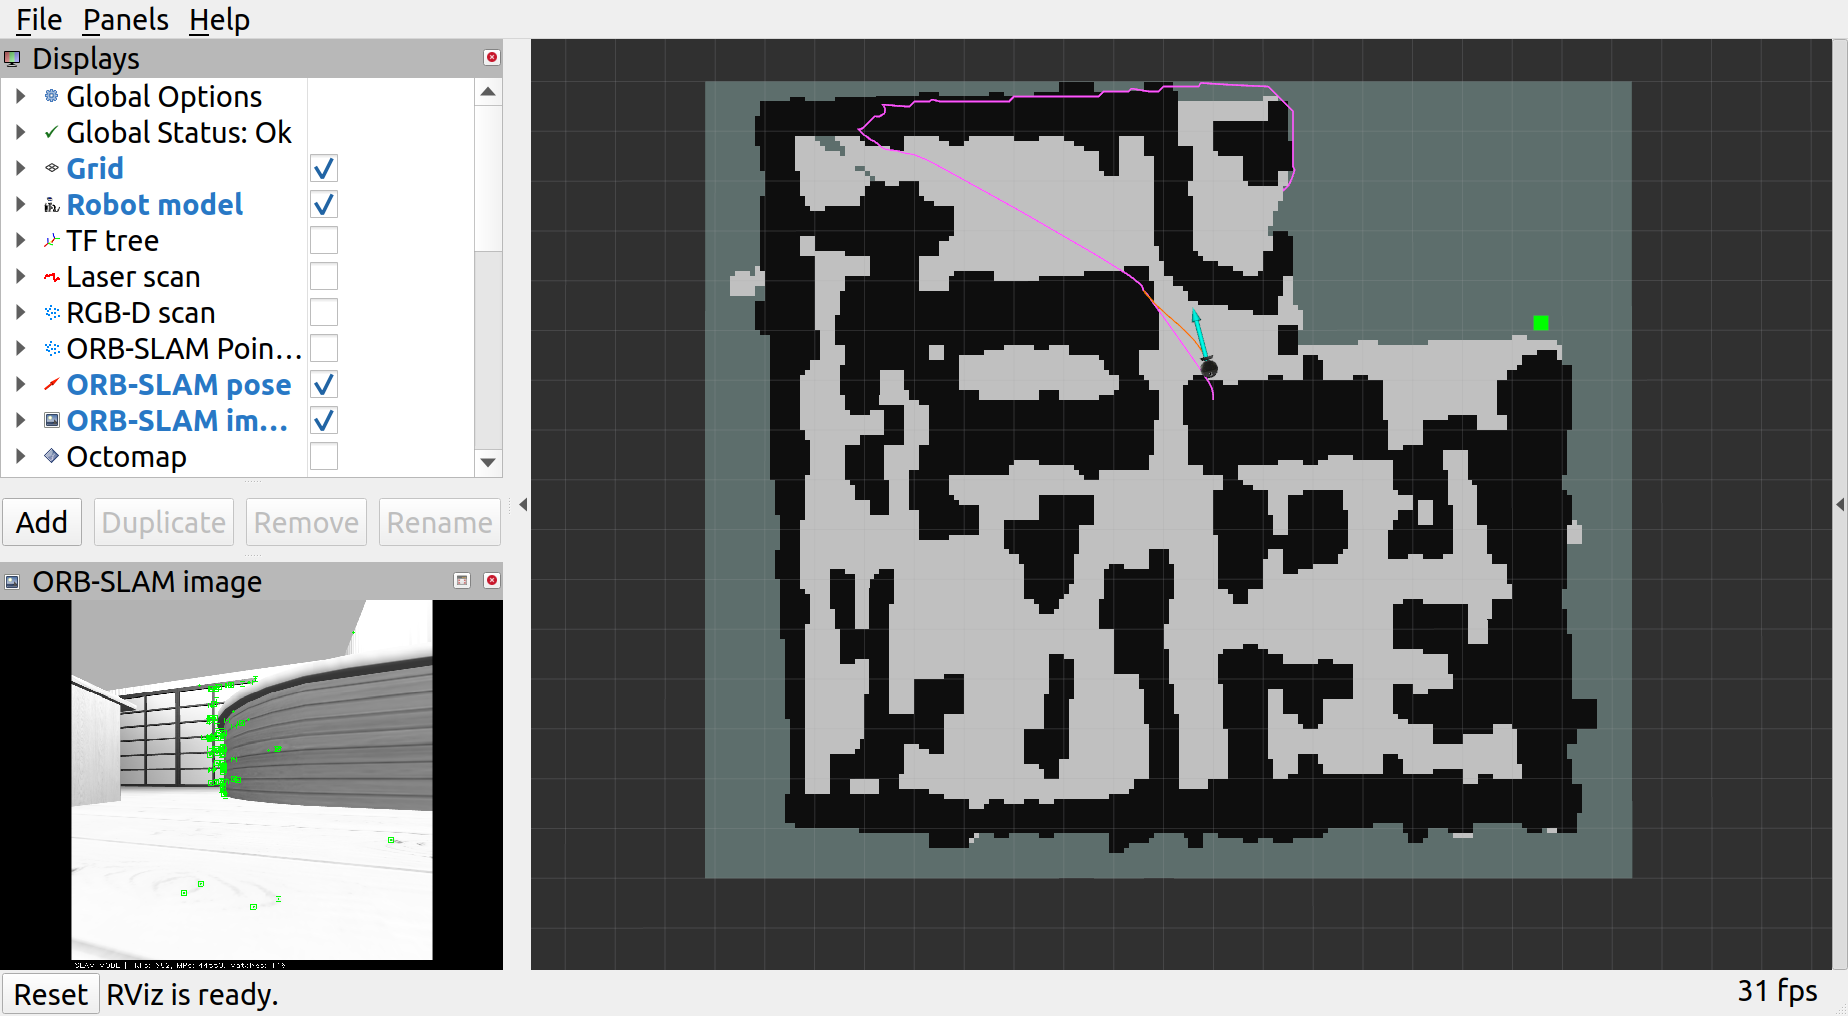 File Panels Help
Displays
Global Options
Global Status: Ok
Grid
Robot model
TF tree
Laser scan
RGB-D scan
ORB-SLAM Poin...
ORB-SLAM pose
ORB-SLAM im...
Octomap
Add Duplicate Remove Rename
ORB-SLAM image
Reset RViz is ready.
31 fps